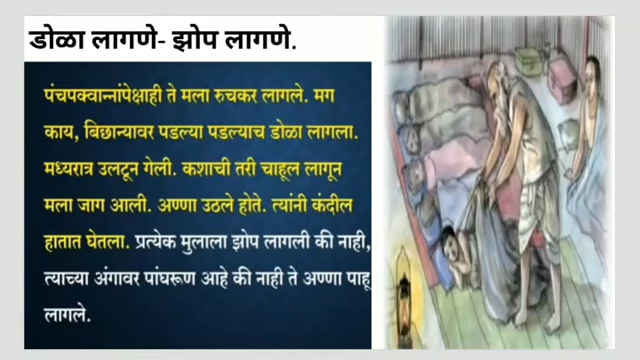 डोळा लागणे- झोप लागणे.
पंचपक्वान्नांपेक्षाही ते मला रुचकर लागले. मग
काय, बिछान्यावर पडल्या पडल्याच डोळा लागला.
मध्यरात्र उलटून गेली. कशाची तरी चाहूल लागून
मला जाग आली. अण्णा उठले होते. त्यांनी कंदील
हातात घेतला. प्रत्येक मुलाला झोप लागली की नाही,
त्याच्या अंगावर पांघरूण आहे की नाही ते अण्णा पाहू
लागले.